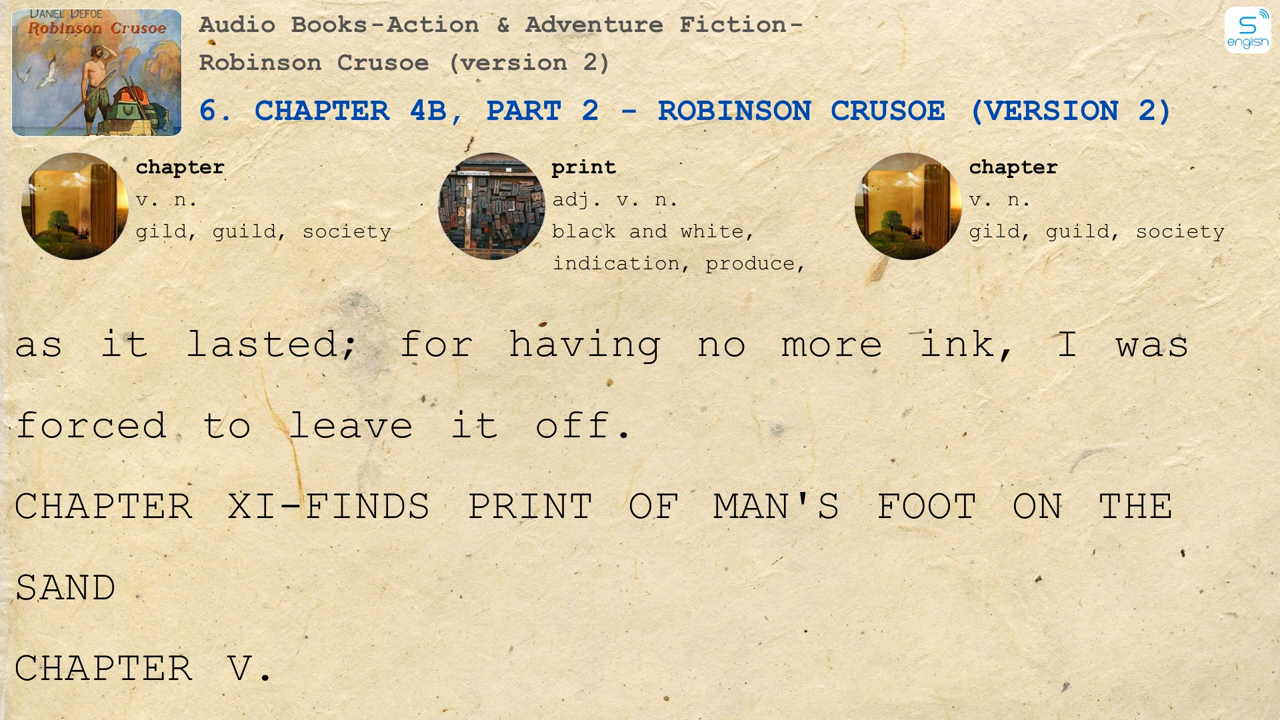 DANIEL DEFOE
Robinson Crusoe
Audio Books-Action & Adventure Fiction-
Robinson Crusoe (version 2)
S
english
6. CHAPTER 4B, PART 2 - ROBINSON CRUSOE (VERSION 2)
chapter
v. n.
gild, guild, society
print
adj. v. n.
black and white,
indication, produce,
chapter
v. n.
gild, guild, society
as it lasted; for having no more ink, I was
forced to leave it off.
CHAPTER XI-FINDS PRINT OF MAN'S FOOT ON THE
SAND
CHAPTER V.